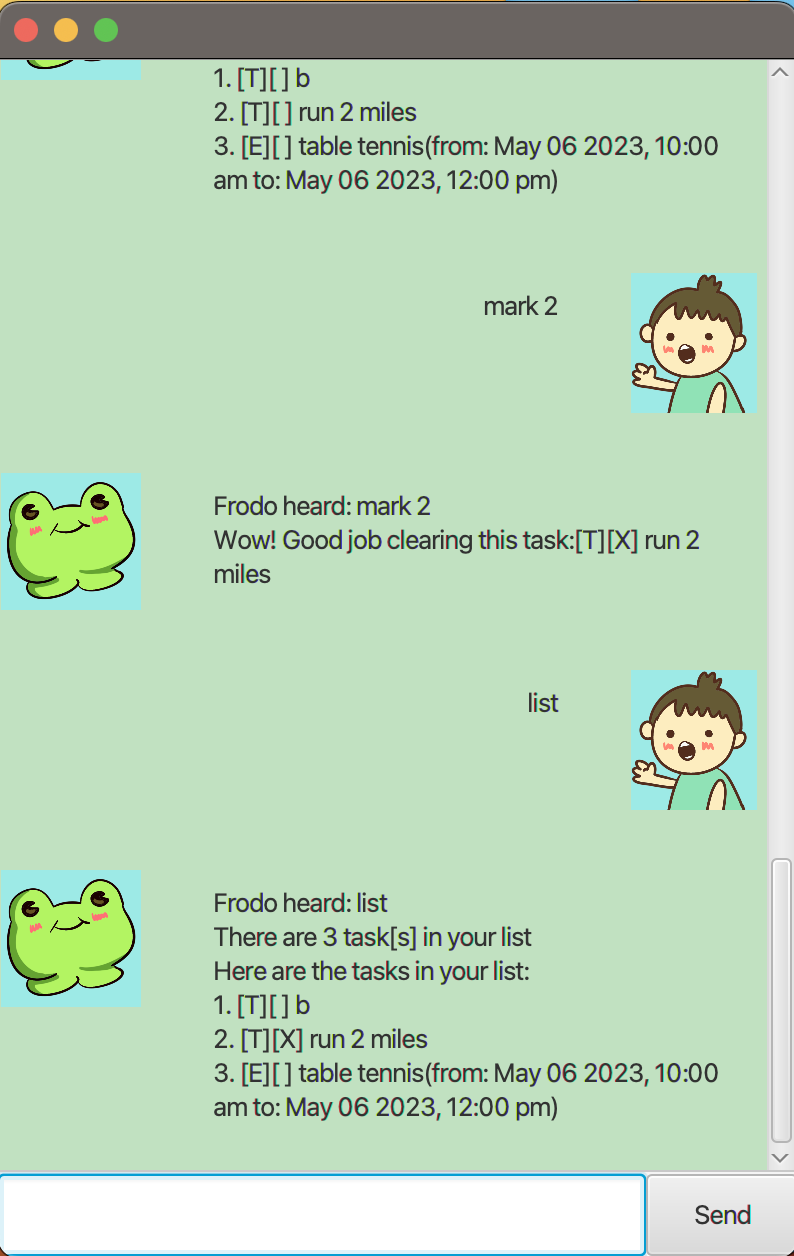 1. [T][ ] b
2. [T][ ] run 2 miles
3. [E][ ] table tennis(from: May 06 2023, 10:00
am to: May 06 2023, 12:00 pm)
mark 2
Frodo heard: mark 2
Wow! Good job clearing this task:[T][X] run 2
miles
list
Frodo heard: list
There are 3 task[s] in your list
Here are the tasks in your list:
1. [T][ ] b
2. [T][X] run 2 miles
3. [E][ ] table tennis(from: May 06 2023, 10:00
am to: May 06 2023, 12:00 pm)
Send